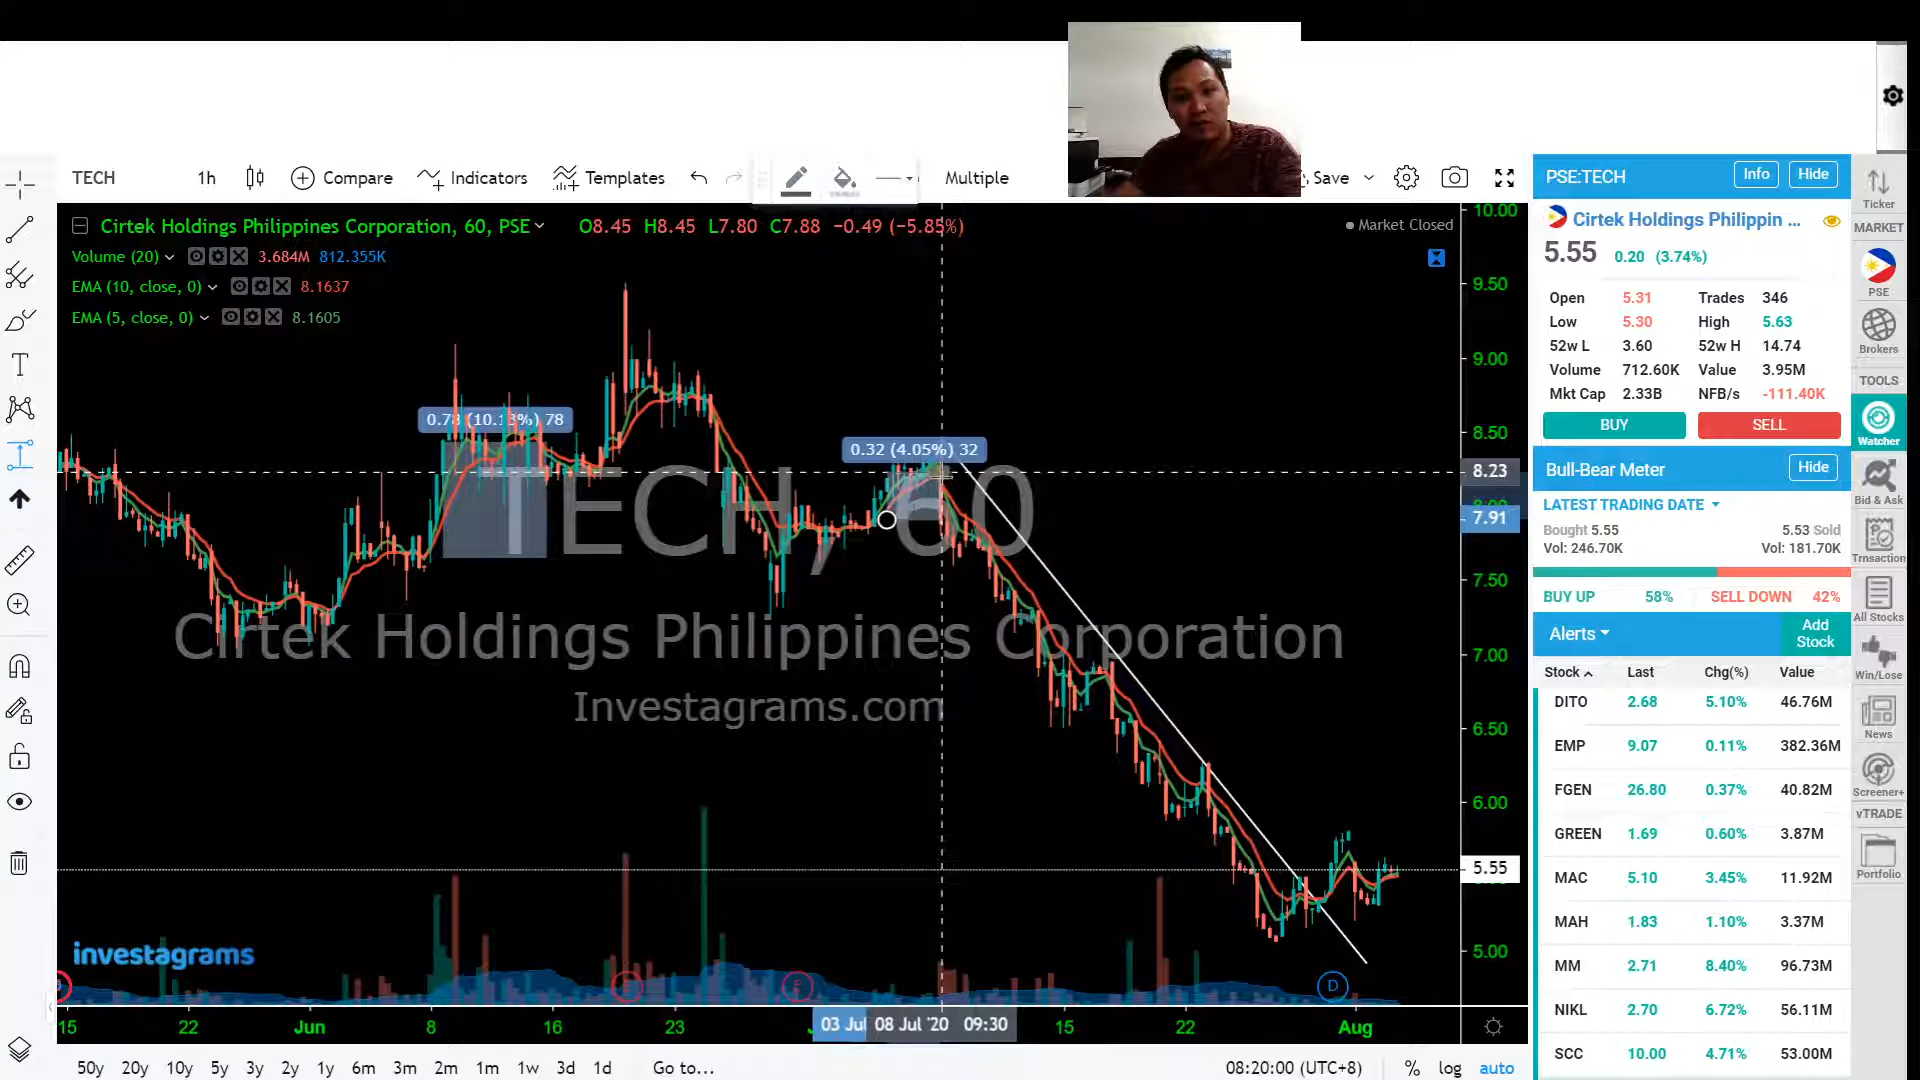 TECH 1h Compare Indicators Templates Multiple Save
Cirtek Holdings Philippines Corporation, 60, PSE O8.45 H8.45 L7.80 C7.88 −0.49 (−5.85%)
Market Closed
Volume (20) 3.684M 812.355K
EMA (10, close, 0) 8.1637
EMA (5, close, 0) 8.1605
0.32 (4.05%) 32
TECH, 60
Cirtek Holdings Philippines Corporation
Investagrams.com
investagrams
10.00
9.50
9.00
8.50
8.23
7.91
7.50
7.00
6.50
6.00
5.55
5.00
D
15 22 Jun 8 16 23 03 Jul 08 Jul '20 09:30 15 22 Aug
50y 20y 10y 5y 3y 2y 1y 6m 3m 2m 1m 1w 3d 1d Go to... 08:20:00 (UTC+8) % log auto
PSE:TECH Info Hide
Cirtek Holdings Philippin ...
5.55 0.20 (3.74%)
Open 5.31 Trades 346
Low 5.30 High 5.63
52w L 3.60 52w H 14.74
Volume 712.60K Value 3.95M
Mkt Cap 2.33B NFB/s -111.40K
BUY SELL
Bull-Bear Meter Hide
LATEST TRADING DATE
Bought 5.55 5.53 Sold
Vol: 246.70K Vol: 181.70K
BUY UP 58% SELL DOWN 42%
Alerts Add Stock
Stock Last Chg(%) Value
DITO 2.68 5.10% 46.76M
EMP 9.07 0.11% 382.36M
FGEN 26.80 0.37% 40.82M
GREEN 1.69 0.60% 3.87M
MAC 5.10 3.45% 11.92M
MAH 1.83 1.10% 3.37M
MM 2.71 8.40% 96.73M
NIKL 2.70 6.72% 56.11M
SCC 10.00 4.71% 53.00M
Ticker
MARKET
PSE
Brokers
TOOLS
Watcher
Bid & Ask
Trnsaction
All Stocks
Win/Lose
News
Screener+
vTRADE
Portfolio